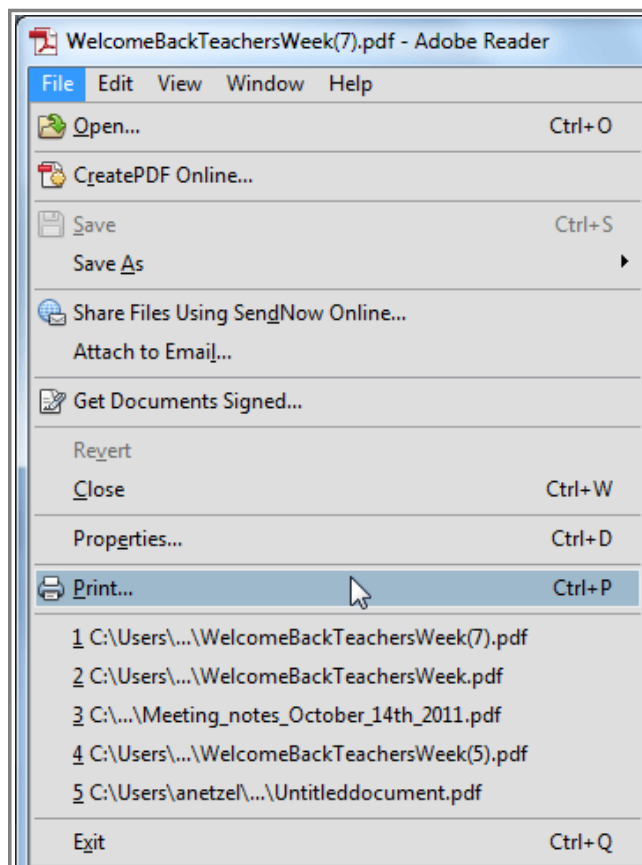 WelcomeBackTeachersWeek(7).pdf - Adobe Reader
File Edit View Window Help
Open... Ctrl+O
CreatePDF Online...
Save Ctrl+S
Save As
Share Files Using SendNow Online...
Attach to Email...
Get Documents Signed...
Revert
Close Ctrl+W
Properties... Ctrl+D
Print... Ctrl+P
1 C:\Users\...\WelcomeBackTeachersWeek(7).pdf
2 C:\Users\...\WelcomeBackTeachersWeek.pdf
3 C:\...\Meeting_notes_October_14th_2011.pdf
4 C:\Users\...\WelcomeBackTeachersWeek(5).pdf
5 C:\Users\anetzel\...\Untitleddocument.pdf
Exit Ctrl+Q